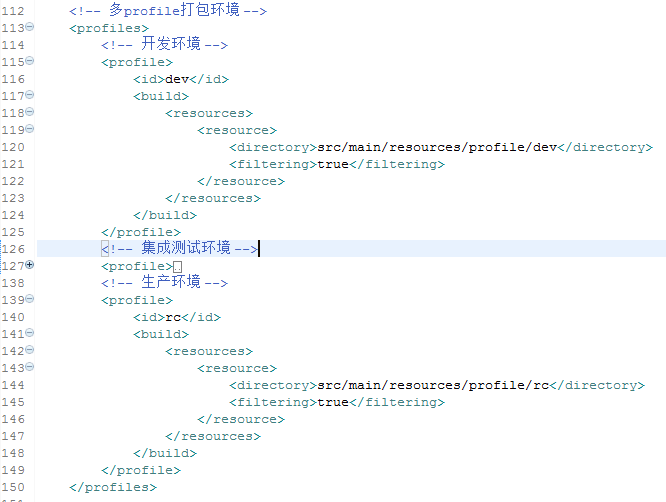 112 <!-- 多profile打包环境 -->
113 <profiles>
114 <!-- 开发环境 -->
115 <profile>
116 <id>dev</id>
117 <build>
118 <resources>
119 <resource>
120 <directory>src/main/resources/profile/dev</directory>
121 <filtering>true</filtering>
122 </resource>
123 </resources>
124 </build>
125 </profile>
126 <!-- 集成测试环境 -->
127 <profile>
138 <!-- 生产环境 -->
139 <profile>
140 <id>rc</id>
141 <build>
142 <resources>
143 <resource>
144 <directory>src/main/resources/profile/rc</directory>
145 <filtering>true</filtering>
146 </resource>
147 </resources>
148 </build>
149 </profile>
150 </profiles>